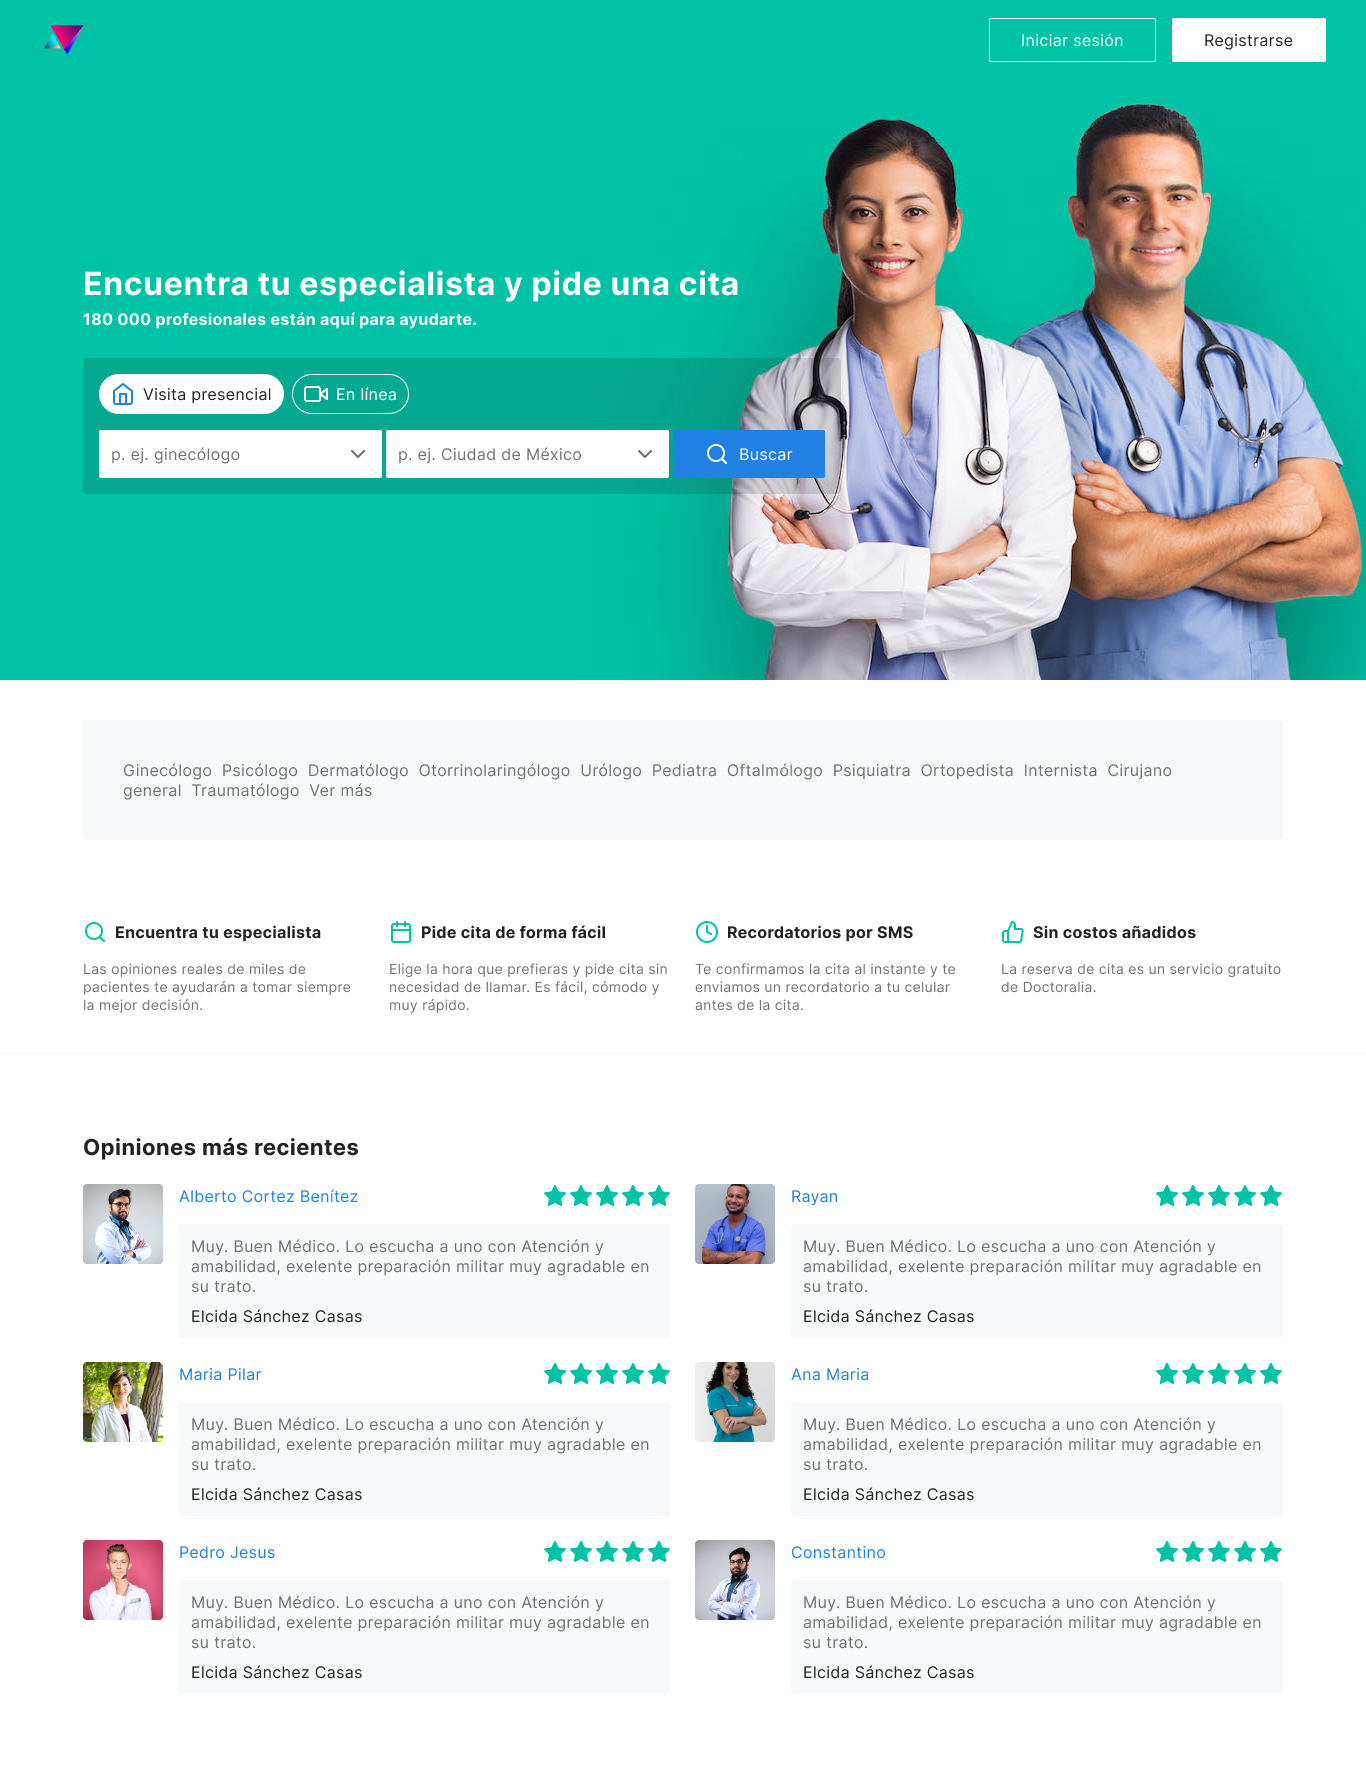 Iniciar sesión
Registrarse
Encuentra tu especialista y pide una cita
180 000 profesionales están aquí para ayudarte.
Visita presencial
En línea
p. ej. ginecólogo
p. ej. Ciudad de México
Buscar
Ginecólogo Psicólogo Dermatólogo Otorrinolaringólogo Urólogo Pediatra Oftalmólogo Psiquiatra Ortopedista Internista Cirujano
general Traumatólogo Ver más
Encuentra tu especialista
Las opiniones reales de miles de
pacientes te ayudarán a tomar siempre
la mejor decisión.
Pide cita de forma fácil
Elige la hora que prefieras y pide cita sin
necesidad de llamar. Es fácil, cómodo y
muy rápido.
Recordatorios por SMS
Te confirmamos la cita al instante y te
enviamos un recordatorio a tu celular
antes de la cita.
Sin costos añadidos
La reserva de cita es un servicio gratuito
de Doctoralia.
Opiniones más recientes
Alberto Cortez Benítez
Muy. Buen Médico. Lo escucha a uno con Atención y
amabilidad, exelente preparación militar muy agradable en
su trato.
Elcida Sánchez Casas
Rayan
Muy. Buen Médico. Lo escucha a uno con Atención y
amabilidad, exelente preparación militar muy agradable en
su trato.
Elcida Sánchez Casas
Maria Pilar
Muy. Buen Médico. Lo escucha a uno con Atención y
amabilidad, exelente preparación militar muy agradable en
su trato.
Elcida Sánchez Casas
Ana Maria
Muy. Buen Médico. Lo escucha a uno con Atención y
amabilidad, exelente preparación militar muy agradable en
su trato.
Elcida Sánchez Casas
Pedro Jesus
Muy. Buen Médico. Lo escucha a uno con Atención y
amabilidad, exelente preparación militar muy agradable en
su trato.
Elcida Sánchez Casas
Constantino
Muy. Buen Médico. Lo escucha a uno con Atención y
amabilidad, exelente preparación militar muy agradable en
su trato.
Elcida Sánchez Casas